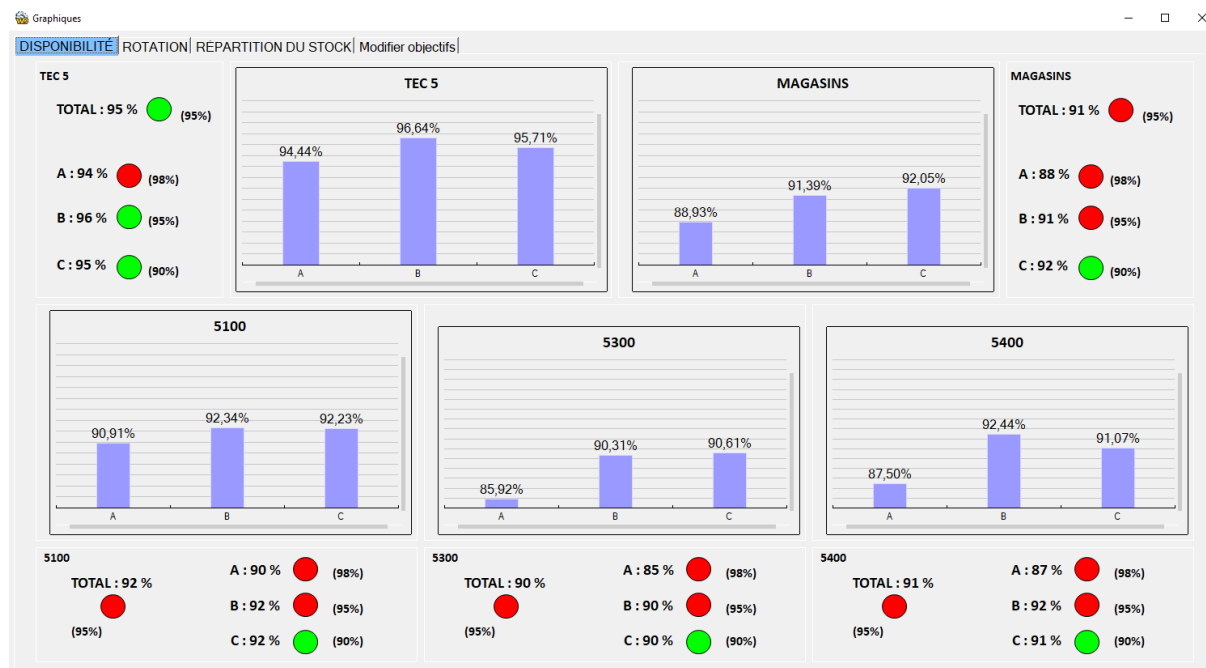 Graphiques
DISPONIBILITÉ ROTATION RÉPARTITION DU STOCK Modifier objectifs
TEC 5
TOTAL : 95 % (95%)
A : 94 % (98%)
B : 96 % (95%)
C : 95 % (90%)
TEC 5
94,44%
96,64%
95,71%
A B C
MAGASINS
88,93%
91,39%
92,05%
A B C
MAGASINS
TOTAL : 91 % (95%)
A : 88 % (98%)
B : 91 % (95%)
C : 92 % (90%)
5100
90,91%
92,34%
92,23%
A B C
5300
85,92%
90,31%
90,61%
A B C
5400
87,50%
92,44%
91,07%
A B C
5100
TOTAL : 92 %
(95%)
A : 90 % (98%)
B : 92 % (95%)
C : 92 % (90%)
5300
TOTAL : 90 %
(95%)
A : 85 % (98%)
B : 90 % (95%)
C : 90 % (90%)
5400
TOTAL : 91 %
(95%)
A : 87 % (98%)
B : 92 % (95%)
C : 91 % (90%)